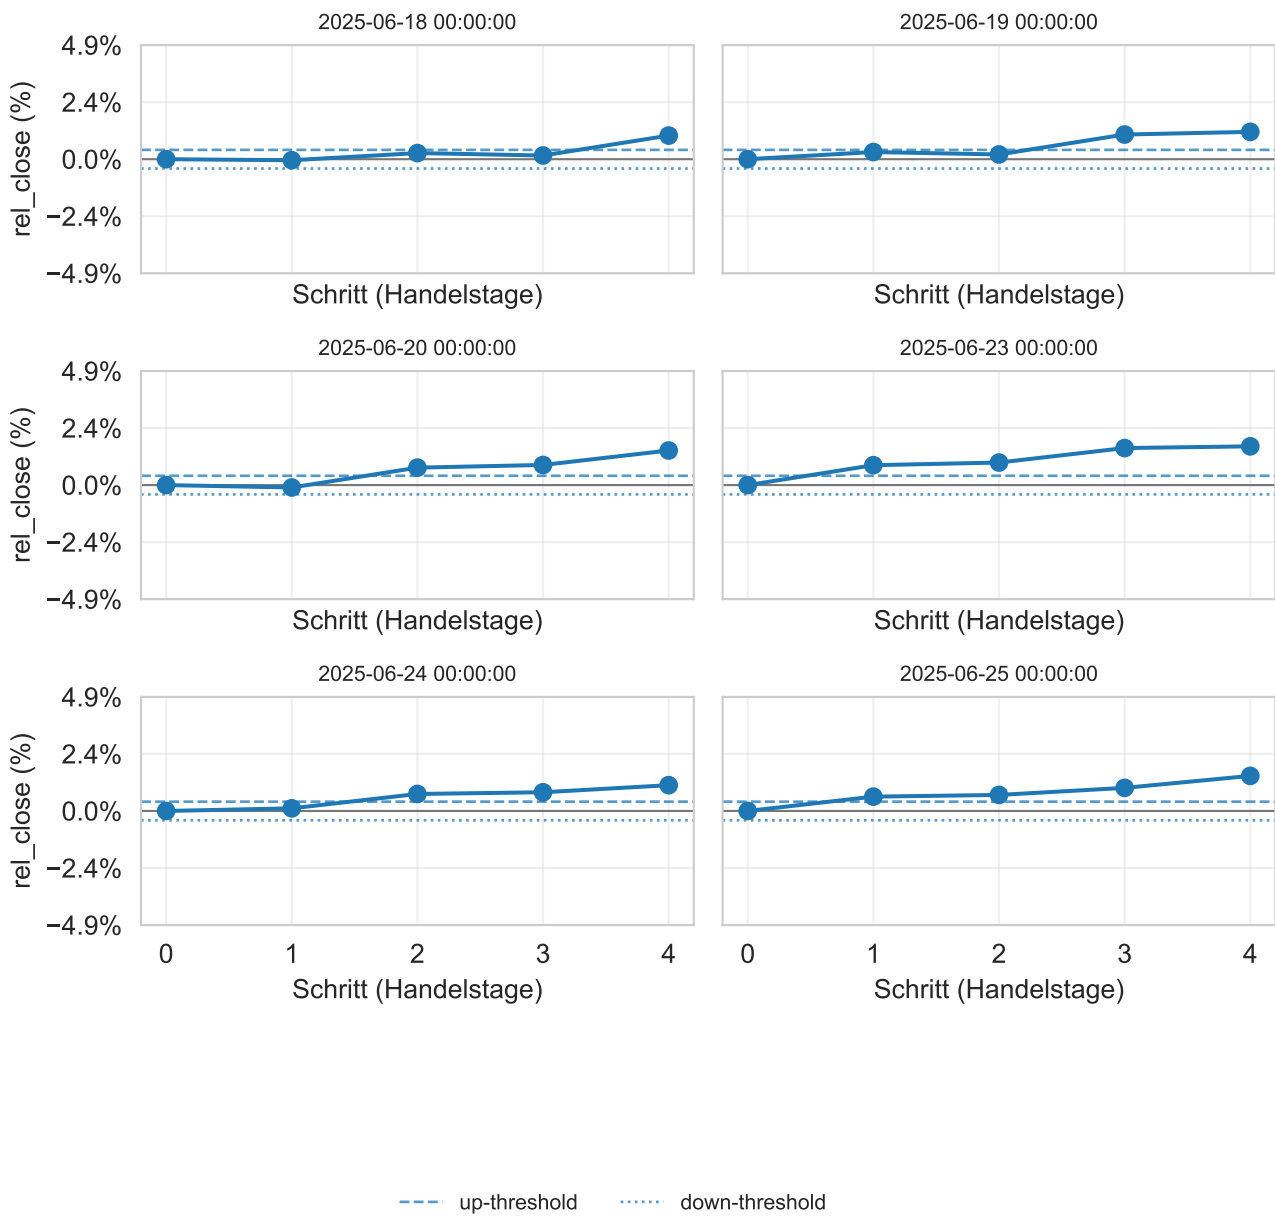 2025-06-18 00:00:00
2025-06-19 00:00:00
4.9%
2.4%
0.0%
−2.4%
−4.9%
rel_close (%)
Schritt (Handelstage)
Schritt (Handelstage)
2025-06-20 00:00:00
2025-06-23 00:00:00
4.9%
2.4%
0.0%
−2.4%
−4.9%
rel_close (%)
Schritt (Handelstage)
Schritt (Handelstage)
2025-06-24 00:00:00
2025-06-25 00:00:00
4.9%
2.4%
0.0%
−2.4%
−4.9%
rel_close (%)
0 1 2 3 4
0 1 2 3 4
Schritt (Handelstage)
Schritt (Handelstage)
up-threshold
down-threshold